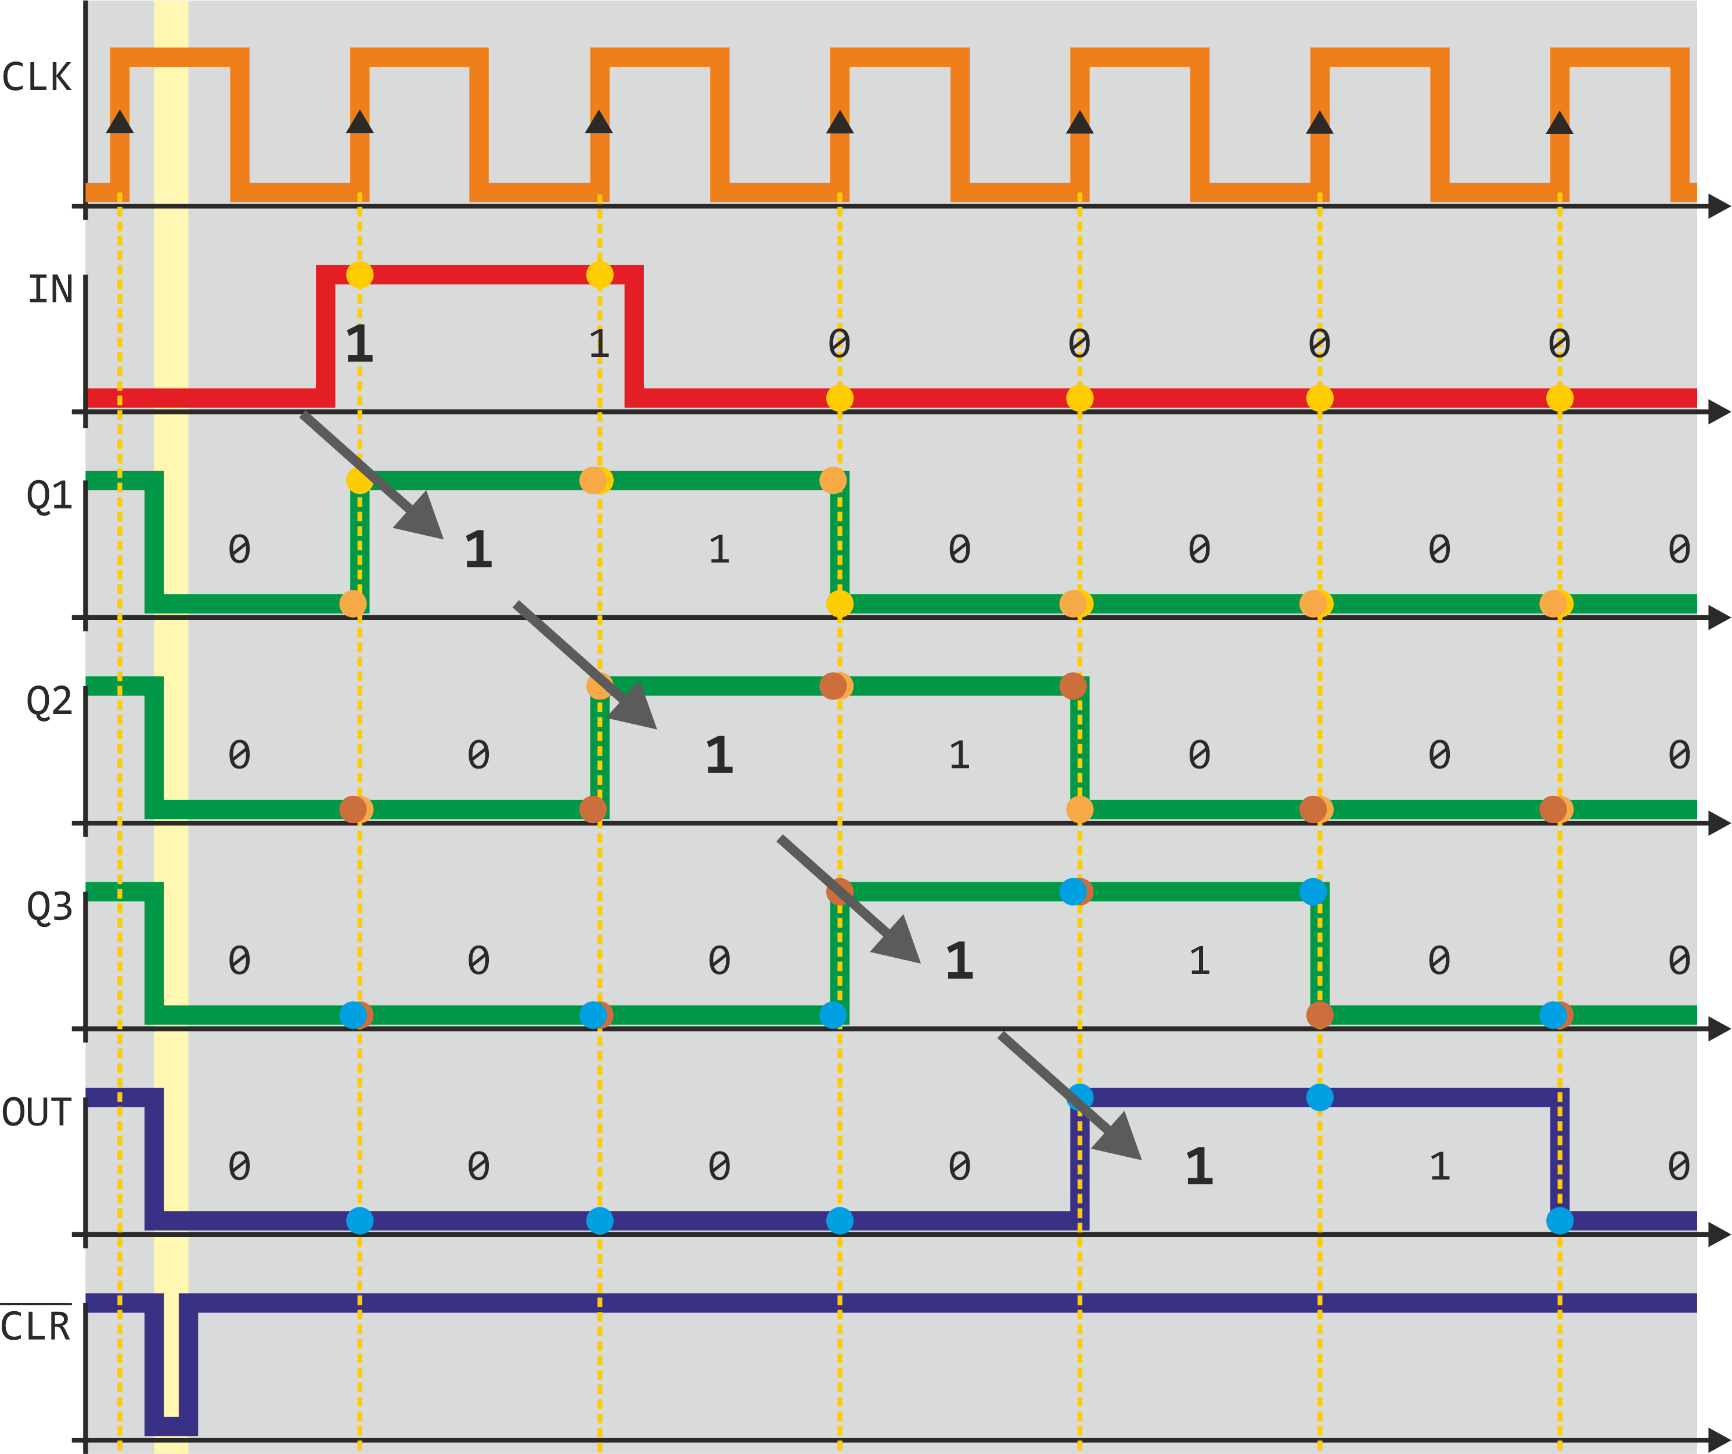 CLK
IN
1 1 0 0 0 0
Q1
0 1 1 0 0 0 0
Q2
0 0 1 1 0 0 0
Q3
0 0 0 1 1 0 0
OUT
0 0 0 0 1 1 0
C̅L̅R̅